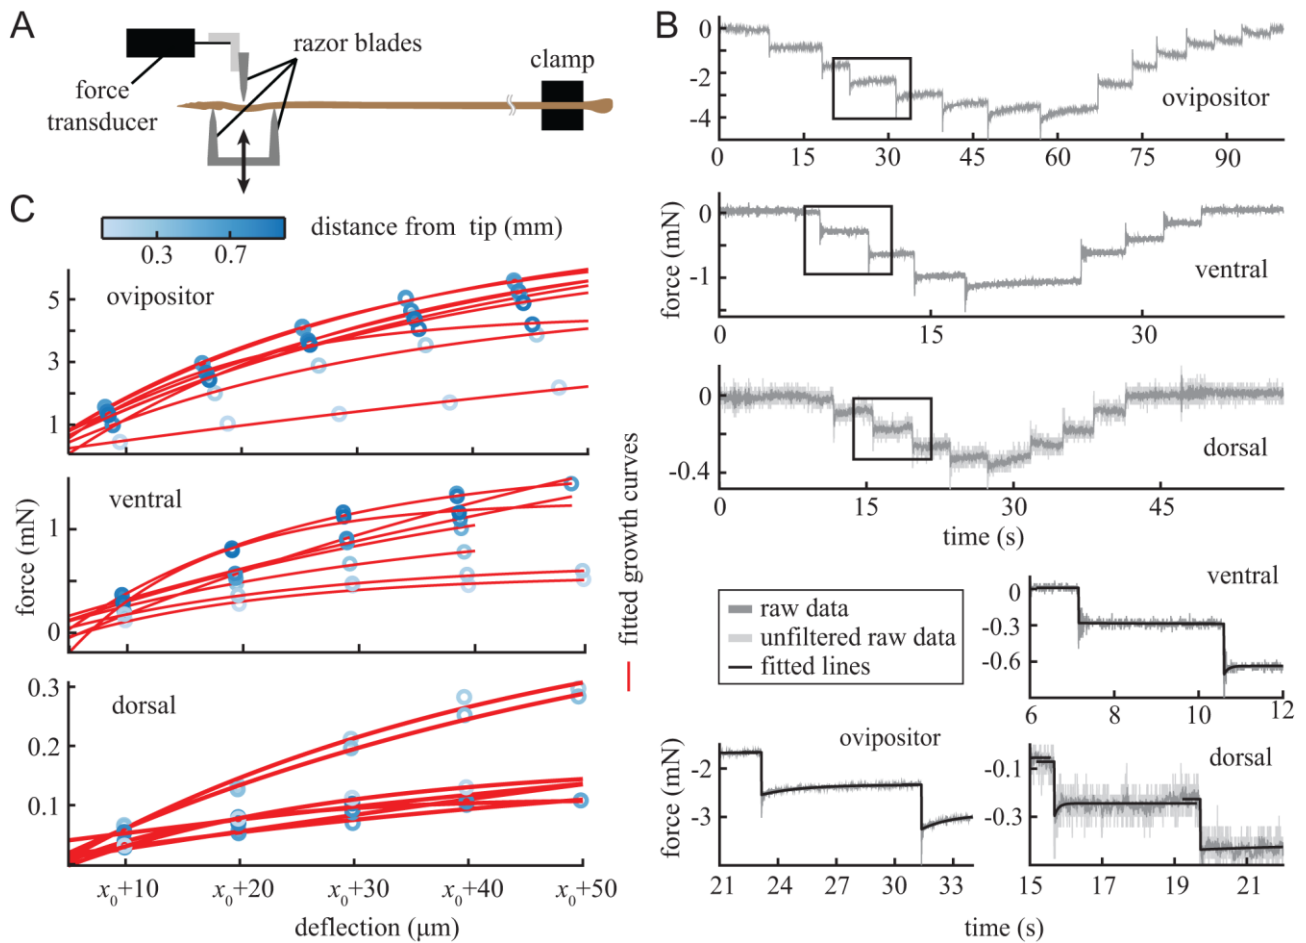 A
force
transducer
razor blades
clamp
B
0
-2
-4
ovipositor
0 15 30 45 60 75 90
0
-1
ventral
15 30
force (mN)
0
-0.4
dorsal
0 15 30 45
time (s)
C
distance from tip (mm)
0.3 0.7
ovipositor
5
3
1
ventral
1
0
force (mN)
dorsal
0.3
0.2
0.1
x0+10 x0+20 x0+30 x0+40 x0+50
deflection (μm)
fitted growth curves
raw data
unfiltered raw data
fitted lines
ventral
0
-0.3
-0.6
6 8 10 12
ovipositor
-2
-3
force (mN)
21 24 27 30 34
dorsal
-0.1
-0.3
15 17 19 21
time (s)